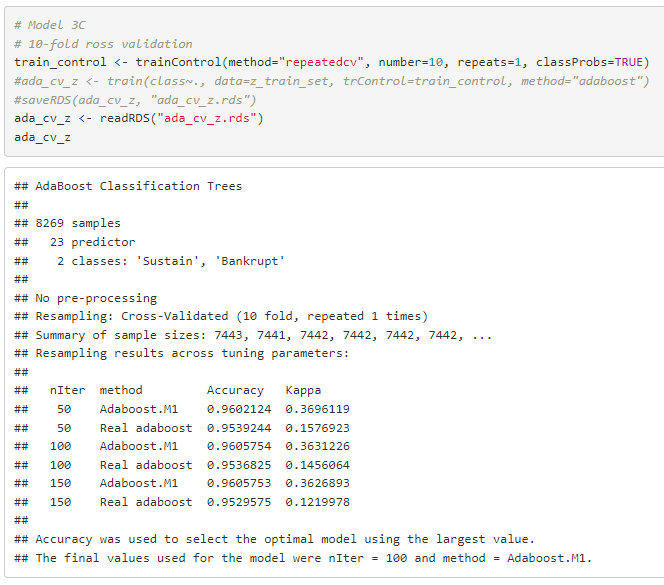 # Model 3C
# 10-fold ross validation
train_control <- trainControl(method="repeatedcv", number=10, repeats=1, classProbs=TRUE)
#ada_cv_z <- train(class~., data=z_train_set, trControl=train_control, method="adaboost")
#saveRDS(ada_cv_z, "ada_cv_z.rds")
ada_cv_z <- readRDS("ada_cv_z.rds")
ada_cv_z
## AdaBoost Classification Trees
##
## 8269 samples
##   23 predictor
##    2 classes: 'Sustain', 'Bankrupt'
##
## No pre-processing
## Resampling: Cross-Validated (10 fold, repeated 1 times)
## Summary of sample sizes: 7443, 7441, 7442, 7442, 7442, 7442, ...
## Resampling results across tuning parameters:
##
##   nIter  method         Accuracy   Kappa
##    50    Adaboost.M1    0.9602124  0.3696119
##    50    Real adaboost  0.9539244  0.1576923
##   100    Adaboost.M1    0.9605754  0.3631226
##   100    Real adaboost  0.9536825  0.1456064
##   150    Adaboost.M1    0.9605753  0.3626893
##   150    Real adaboost  0.9529575  0.1219978
##
## Accuracy was used to select the optimal model using the largest value.
## The final values used for the model were nIter = 100 and method = Adaboost.M1.